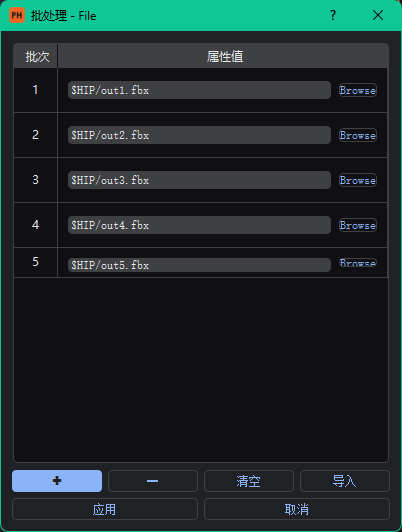 PH 批处理 - File ?
批次 属性值
1 $HIP/out1.fbx Browse
2 $HIP/out2.fbx Browse
3 $HIP/out3.fbx Browse
4 $HIP/out4.fbx Browse
5 $HIP/out5.fbx Browse
+ - 清空 导入
应用 取消